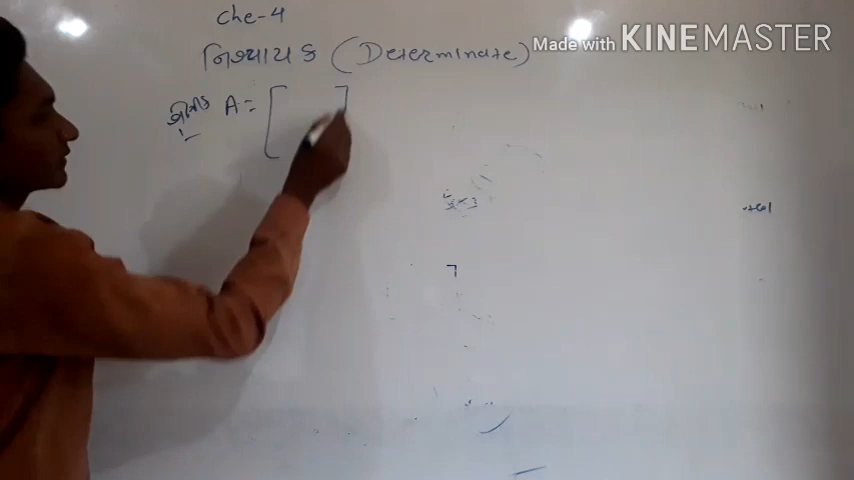 Che-4
નિશ્ચાયક (Determinate)
Made with KINEMASTER
શ્રેણિક A = [ ]